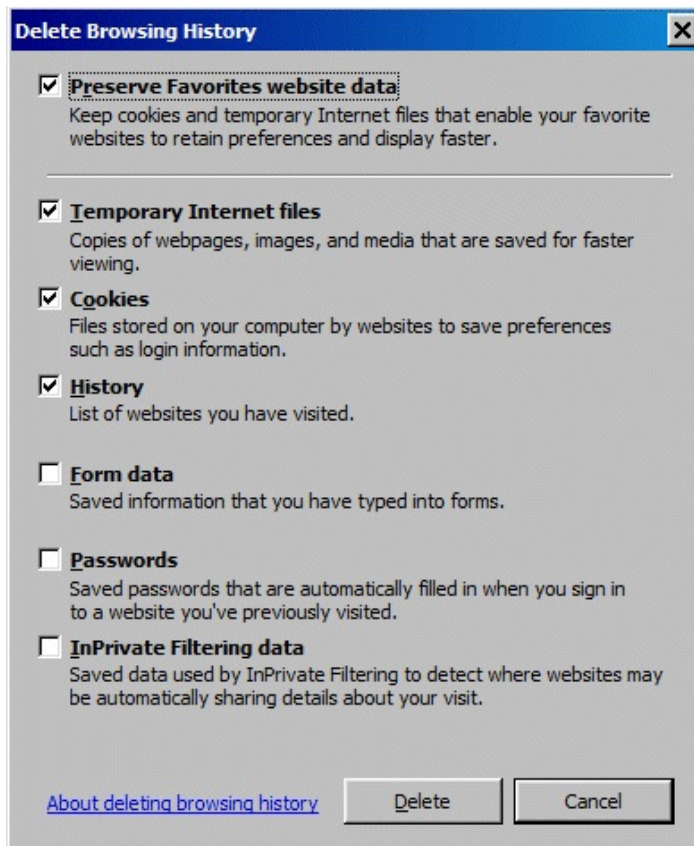 Delete Browsing History
Preserve Favorites website data
Keep cookies and temporary Internet files that enable your favorite
websites to retain preferences and display faster.
Temporary Internet files
Copies of webpages, images, and media that are saved for faster
viewing.
Cookies
Files stored on your computer by websites to save preferences
such as login information.
History
List of websites you have visited.
Form data
Saved information that you have typed into forms.
Passwords
Saved passwords that are automatically filled in when you sign in
to a website you've previously visited.
InPrivate Filtering data
Saved data used by InPrivate Filtering to detect where websites may
be automatically sharing details about your visit.
About deleting browsing history Delete Cancel